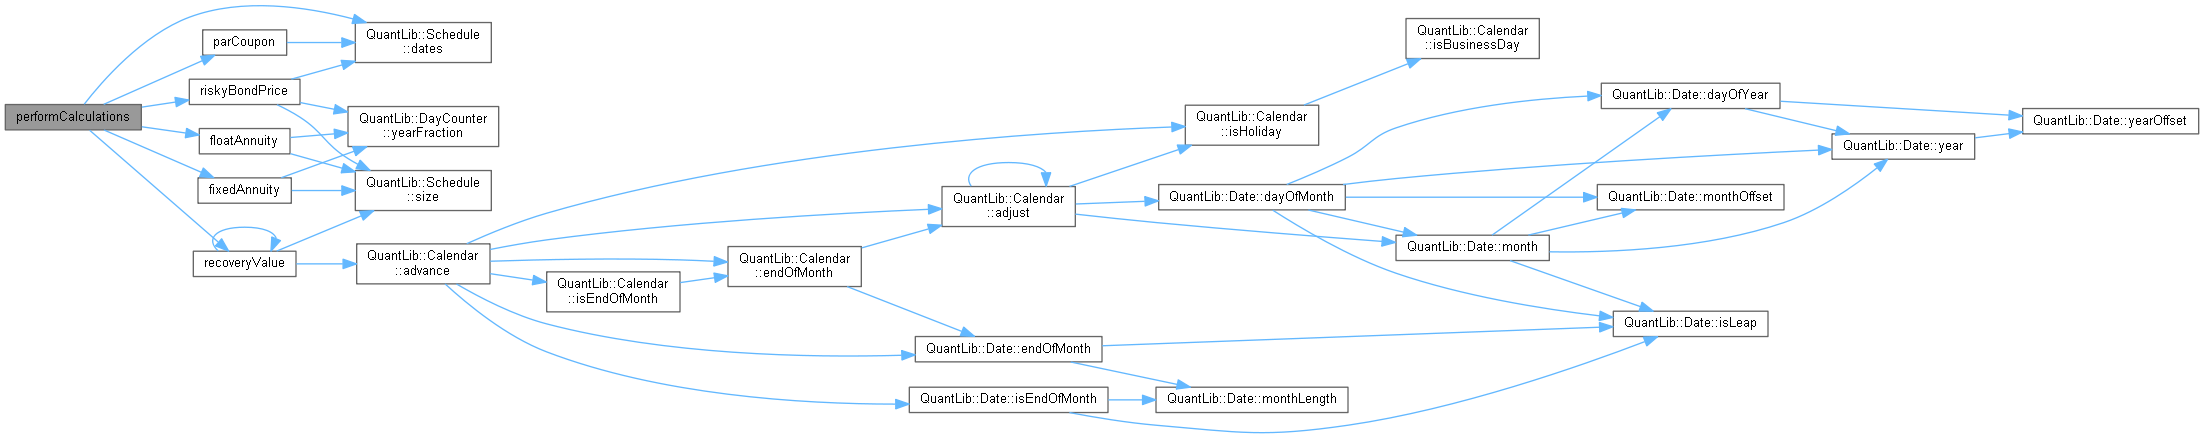 performCalculations
parCoupon
riskyBondPrice
floatAnnuity
fixedAnnuity
recoveryValue
QuantLib::Schedule
::dates
QuantLib::DayCounter
::yearFraction
QuantLib::Schedule
::size
QuantLib::Calendar
::advance
QuantLib::Calendar
::isEndOfMonth
QuantLib::Calendar
::endOfMonth
QuantLib::Calendar
::adjust
QuantLib::Date::endOfMonth
QuantLib::Date::isEndOfMonth
QuantLib::Calendar
::isHoliday
QuantLib::Date::dayOfMonth
QuantLib::Date::monthLength
QuantLib::Calendar
::isBusinessDay
QuantLib::Date::month
QuantLib::Date::dayOfYear
QuantLib::Date::monthOffset
QuantLib::Date::isLeap
QuantLib::Date::year
QuantLib::Date::yearOffset